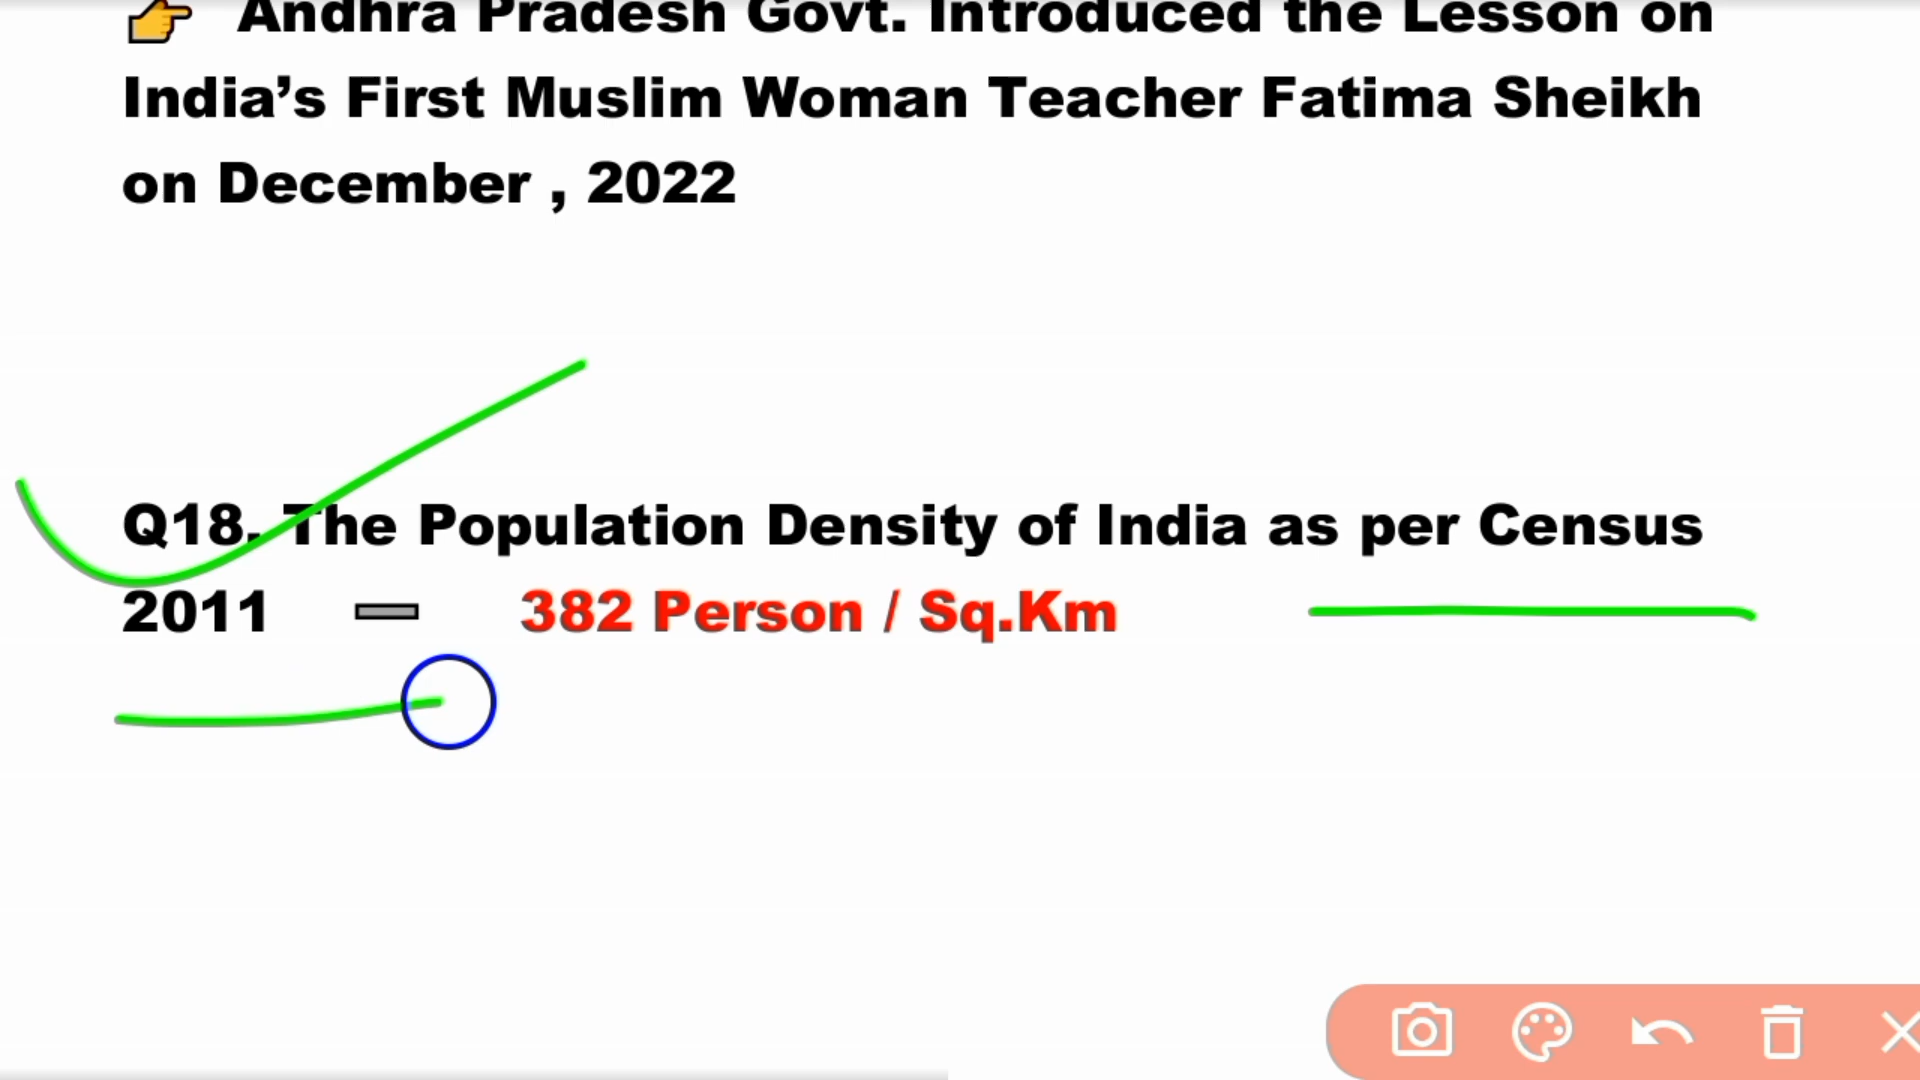 Andhra Pradesh Govt. Introduced the Lesson on
India’s First Muslim Woman Teacher Fatima Sheikh
on December , 2022
Q18. The Population Density of India as per Census
2011 — 382 Person / Sq.Km